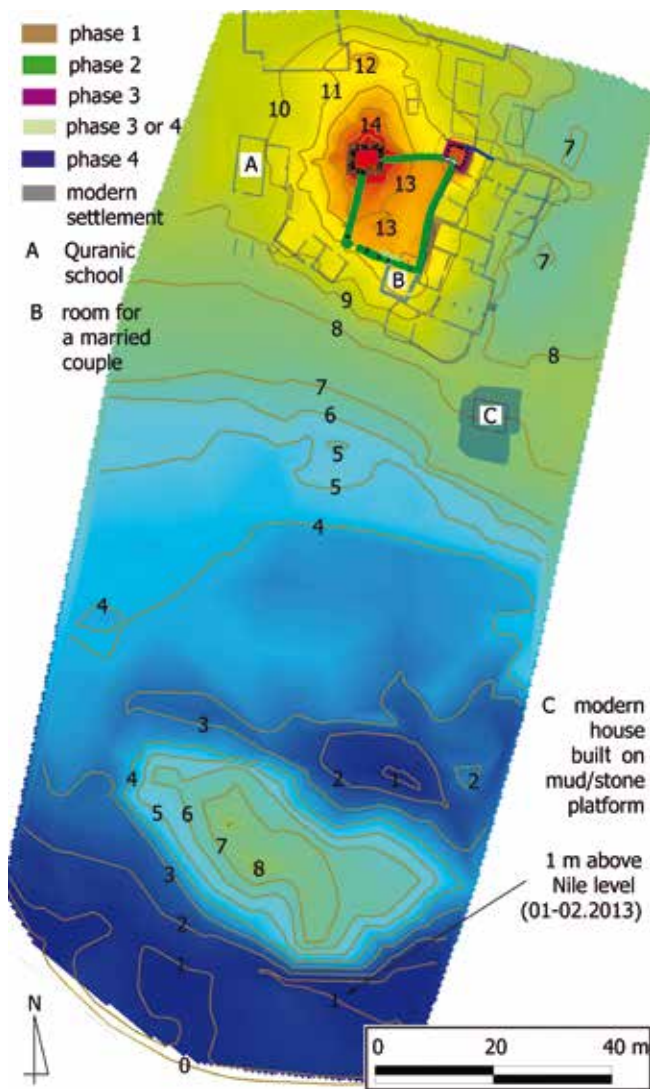 phase 1
phase 2
phase 3
phase 3 or 4
phase 4
modern
settlement
A Quranic
school
B room for
a married
couple
12
11
10
14
A
7
13
13
7
B
9
8
8
7
6
C
5
5
4
4
C modern
house
built on
mud/stone
platform
3
2
1
2
4
5
6
7
8
3
2
1 m above
Nile level
(01-02.2013)
1
1
0
N
0 20 40 m